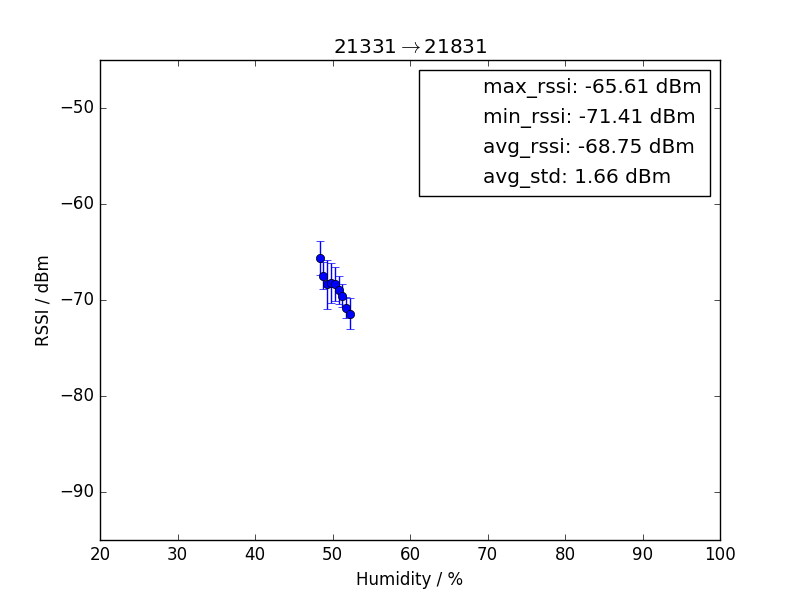 21331→21831
max_rssi: -65.61 dBm
min_rssi: -71.41 dBm
avg_rssi: -68.75 dBm
avg_std: 1.66 dBm
RSSI / dBm
−50
−60
−70
−80
−90
20 30 40 50 60 70 80 90 100
Humidity / %